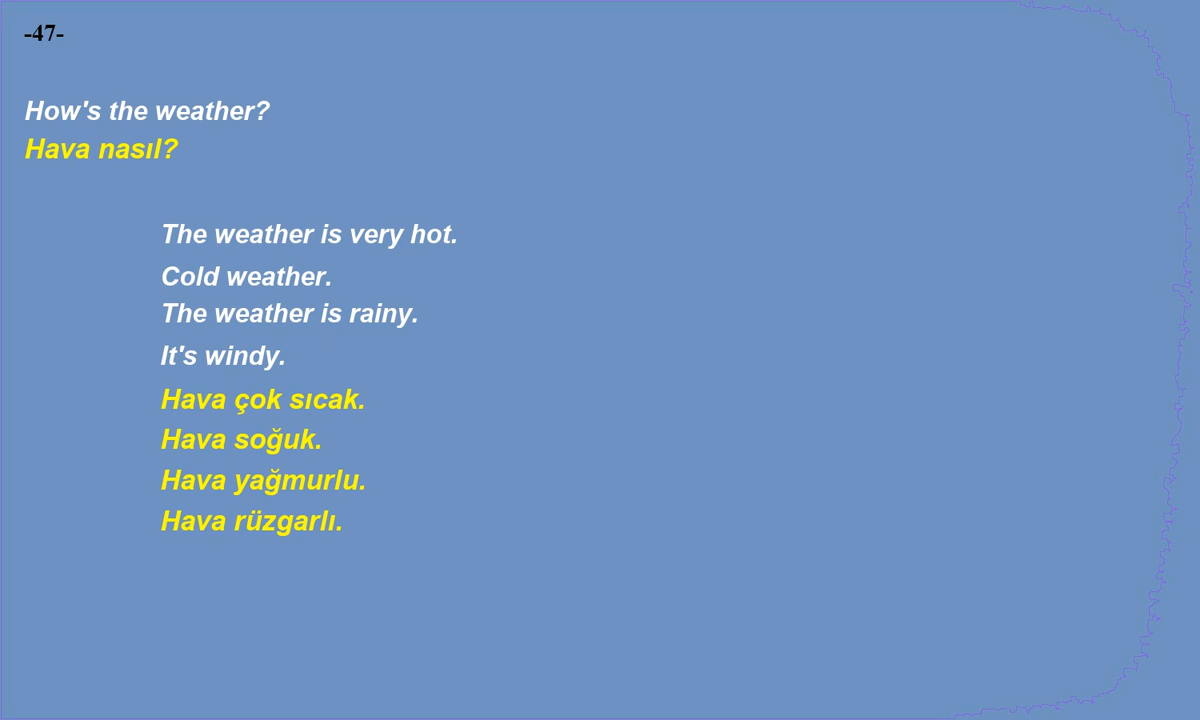 -47-
How's the weather?
Hava nasıl?
The weather is very hot.
Cold weather.
The weather is rainy.
It's windy.
Hava çok sıcak.
Hava soğuk.
Hava yağmurlu.
Hava rüzgarlı.